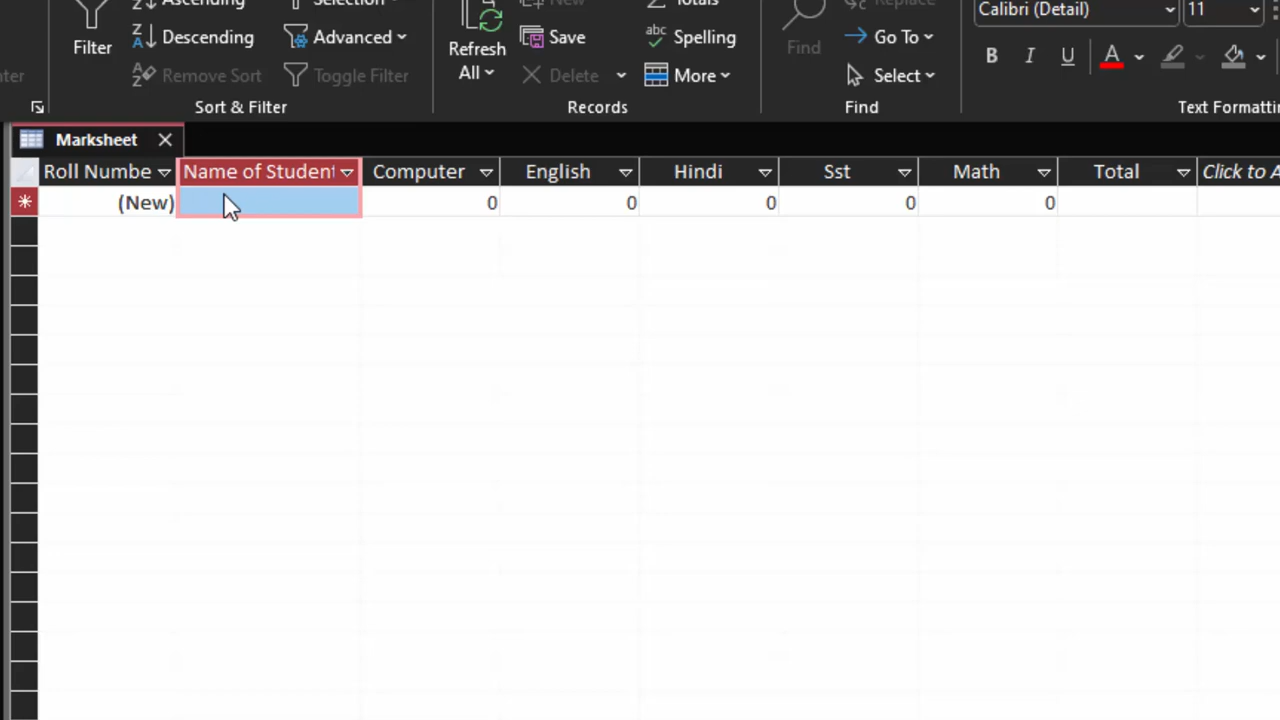 Ascending
Selection
New
Totals
Replace
Calibri (Detail)
11
Filter
Descending
Advanced
Refresh
All
Save
Spelling
Find
Go To
B I U A
Remove Sort
Toggle Filter
Delete
More
Select
Sort & Filter
Records
Find
Text Formatti
Marksheet
Roll Numbe Name of Student Computer English Hindi Sst Math Total Click to A
(New) 0 0 0 0 0